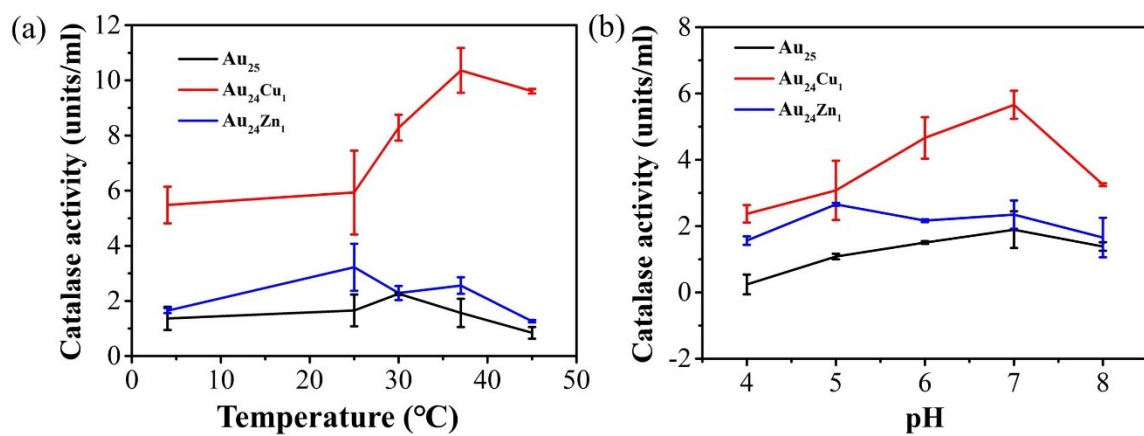 (a)
Au25
Au24Cu1
Au24Zn1
12
10
8
6
4
2
0
Catalase activity (units/ml)
0 10 20 30 40 50
Temperature (°C)
(b)
Au25
Au24Cu1
Au24Zn1
8
6
4
2
0
-2
Catalase activity (units/ml)
4 5 6 7 8
pH